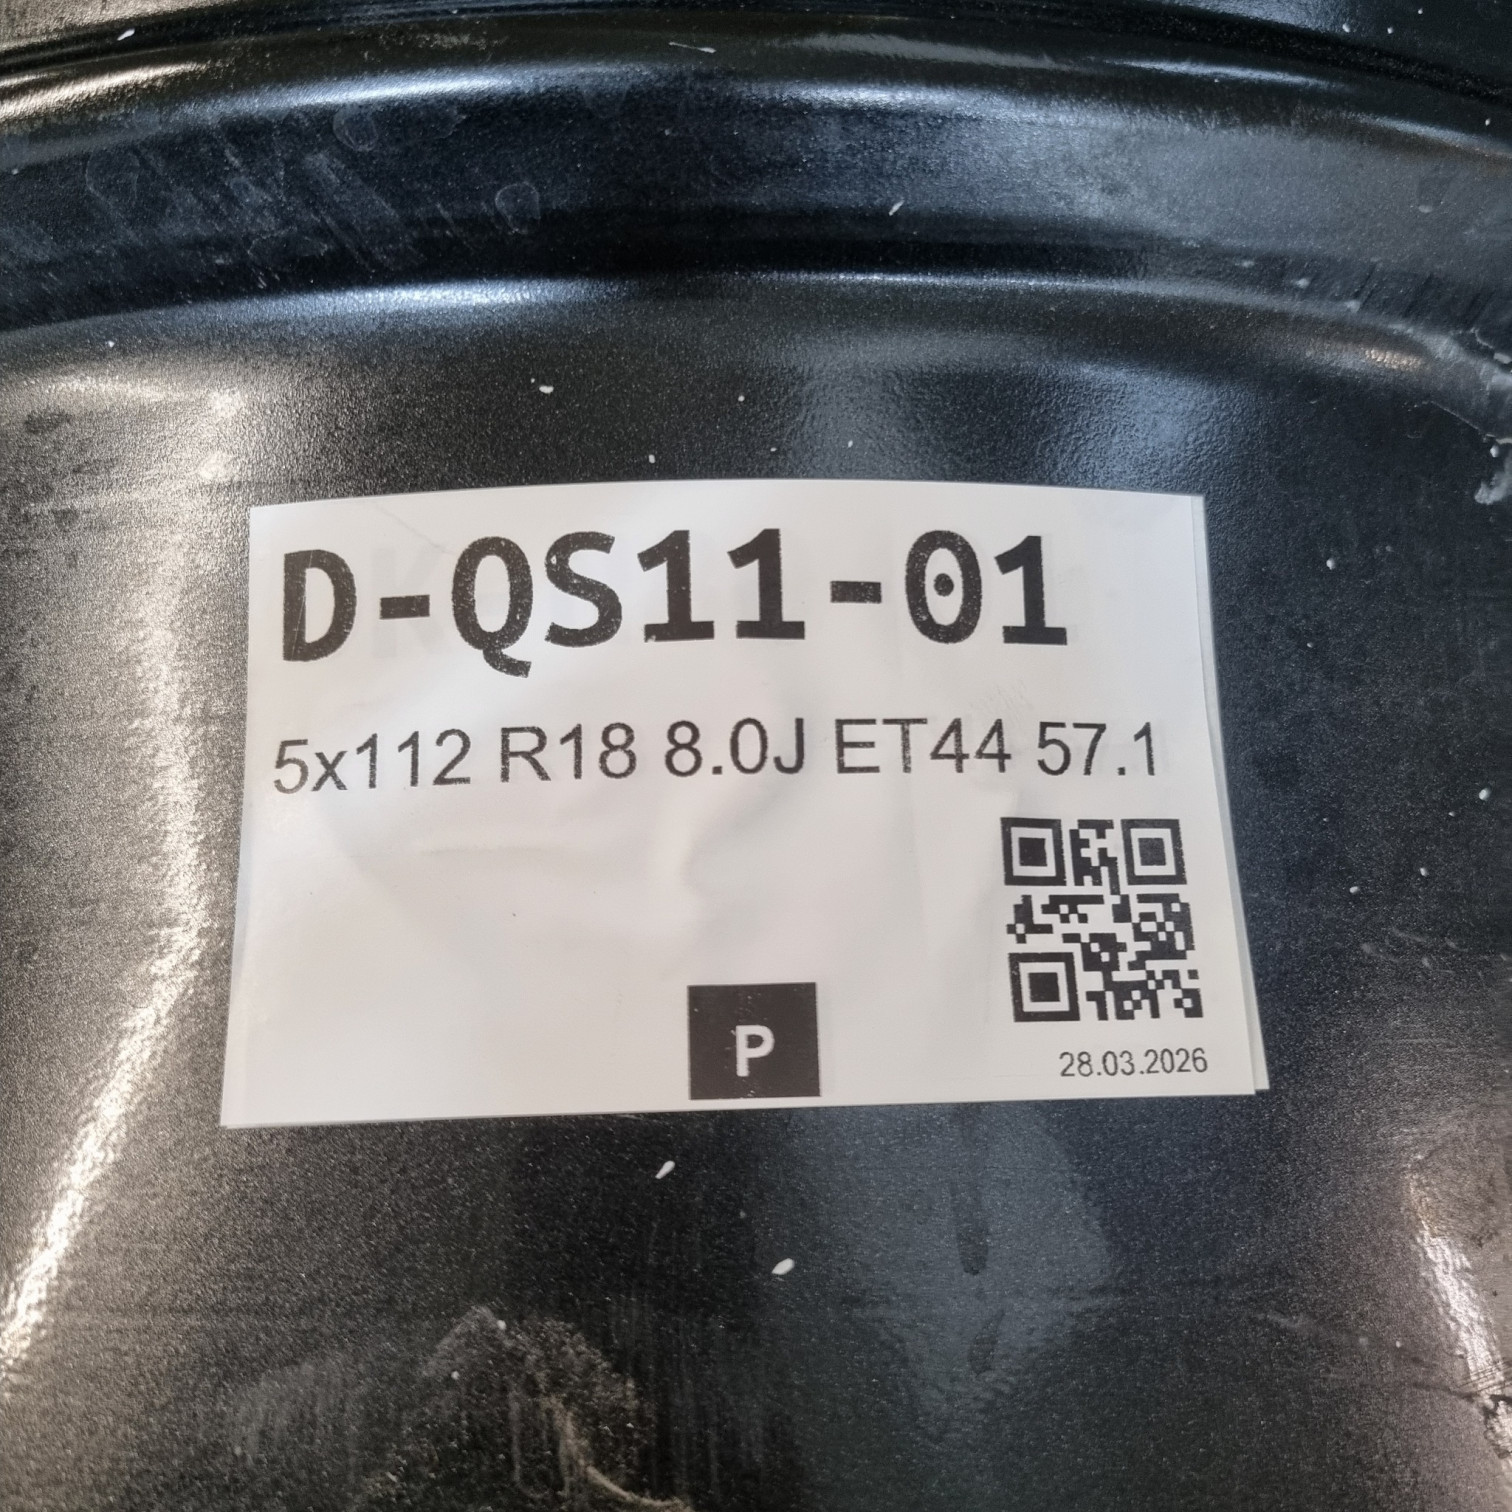 D-QS11-01
5x112 R18 8.0J ET44 57.1
P
28.03.2026